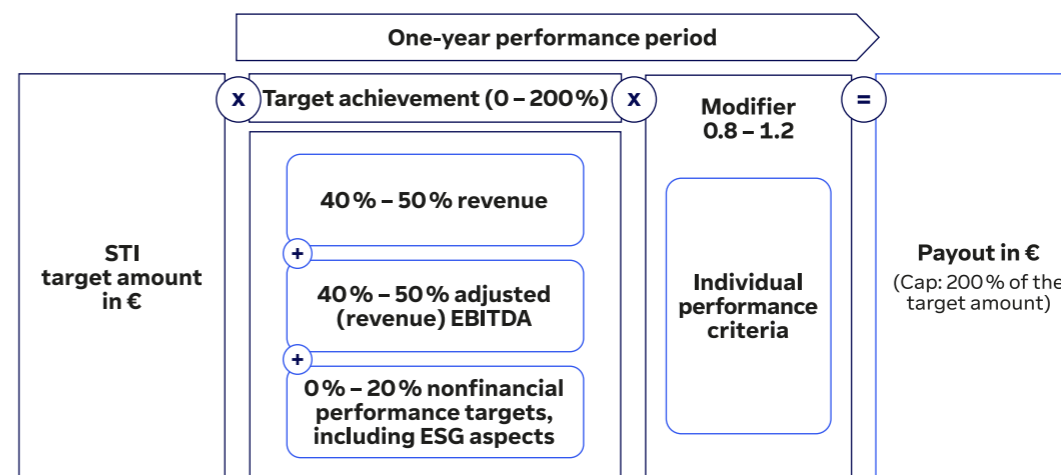 One-year performance period
STI
target amount
in €
x
Target achievement (0 – 200 %)
40 % – 50 % revenue
+
40 % – 50 % adjusted
(revenue) EBITDA
+
0 % – 20 % nonfinancial
performance targets,
including ESG aspects
x
Modifier
0.8 – 1.2
Individual
performance
criteria
=
Payout in €
(Cap: 200 % of the
target amount)